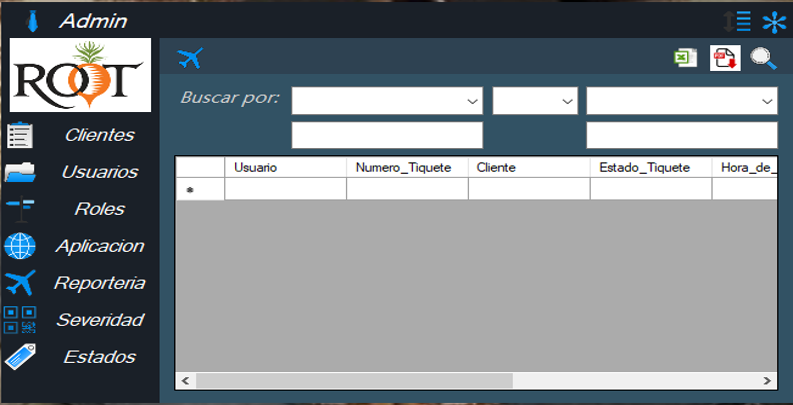 Admin
ROOT
Clientes
Usuarios
Roles
Aplicacion
Reporteria
Severidad
Estados
Buscar por:
Usuario Numero_Tiquete Cliente Estado_Tiquete Hora_de_
*